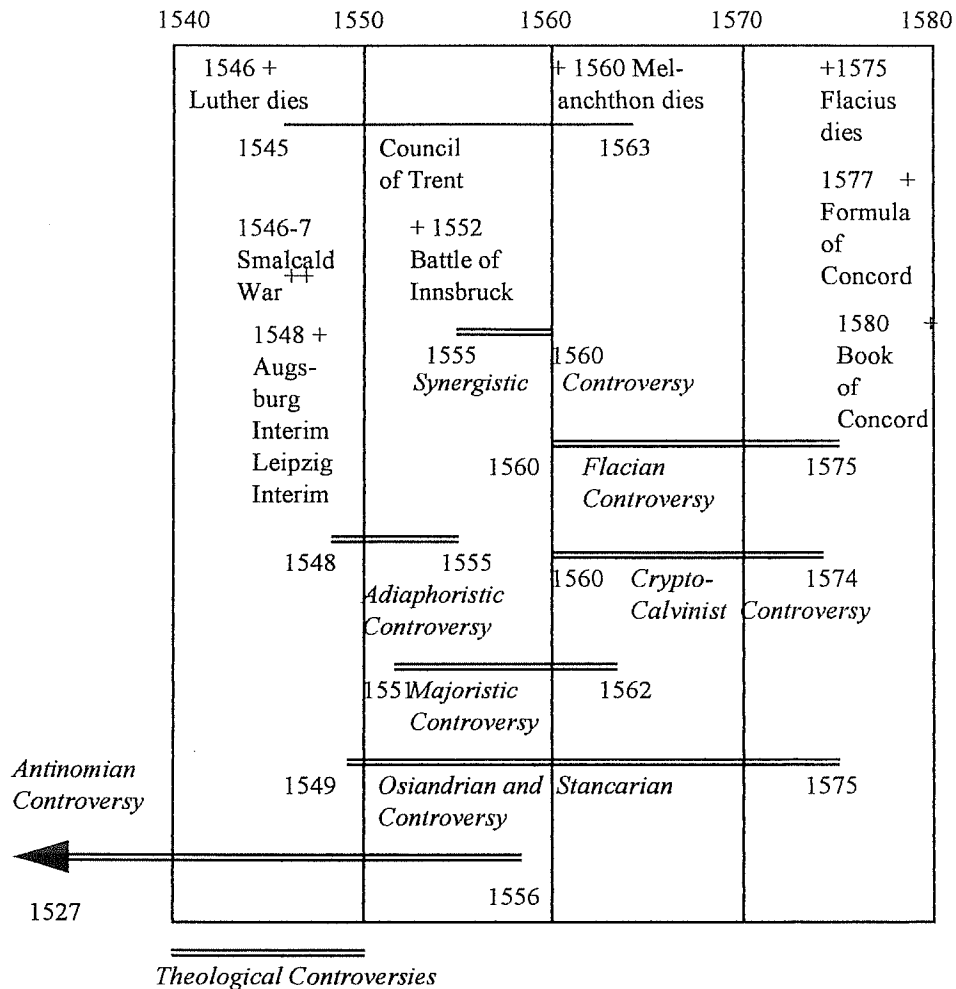 1540 1550 1560 1570 1580
1546 + + 1560 Mel- +1575
Luther dies anchthon dies Flacius
dies
1545 Council 1563
of Trent 1577 +
Formula
1546-7 + 1552 of
Smalcald Battle of Concord
War ++ Innsbruck
1548 + 1580 +
Augs- 1555 1560 Book
burg Synergistic Controversy of
Interim Concord
Leipzig 1560 Flacian 1575
Interim Controversy
1548 1555 1560 Crypto- 1574
Adiaphoristic Calvinist Controversy
Controversy
1551 Majoristic 1562
Controversy
Antinomian
Controversy 1549 Osiandrian and Stancarian 1575
Controversy
1527 1556
Theological Controversies